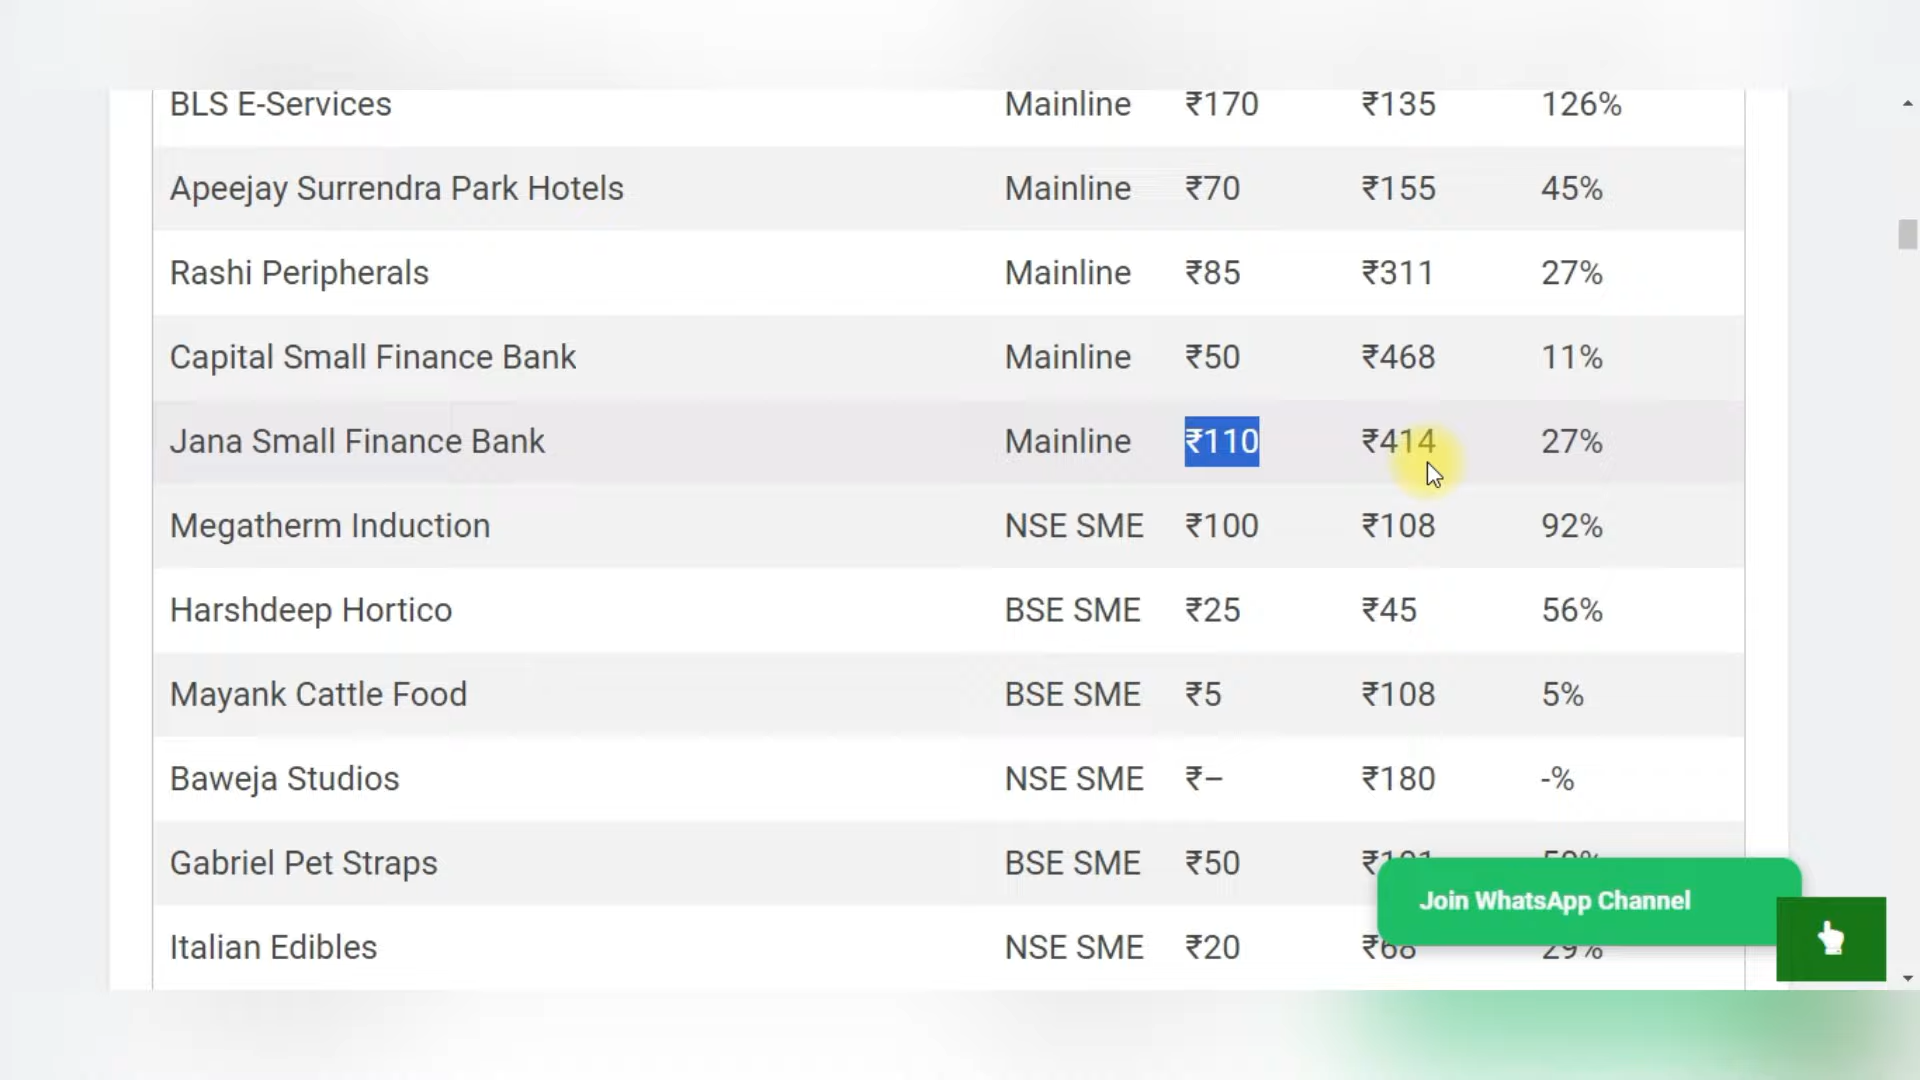 BLS E-Services Mainline ₹170 ₹135 126%
Apeejay Surrendra Park Hotels Mainline ₹70 ₹155 45%
Rashi Peripherals Mainline ₹85 ₹311 27%
Capital Small Finance Bank Mainline ₹50 ₹468 11%
Jana Small Finance Bank Mainline ₹110 ₹414 27%
Megatherm Induction NSE SME ₹100 ₹108 92%
Harshdeep Hortico BSE SME ₹25 ₹45 56%
Mayank Cattle Food BSE SME ₹5 ₹108 5%
Baweja Studios NSE SME ₹– ₹180 -%
Gabriel Pet Straps BSE SME ₹50
Join WhatsApp Channel
Italian Edibles NSE SME ₹20 ₹68 29%